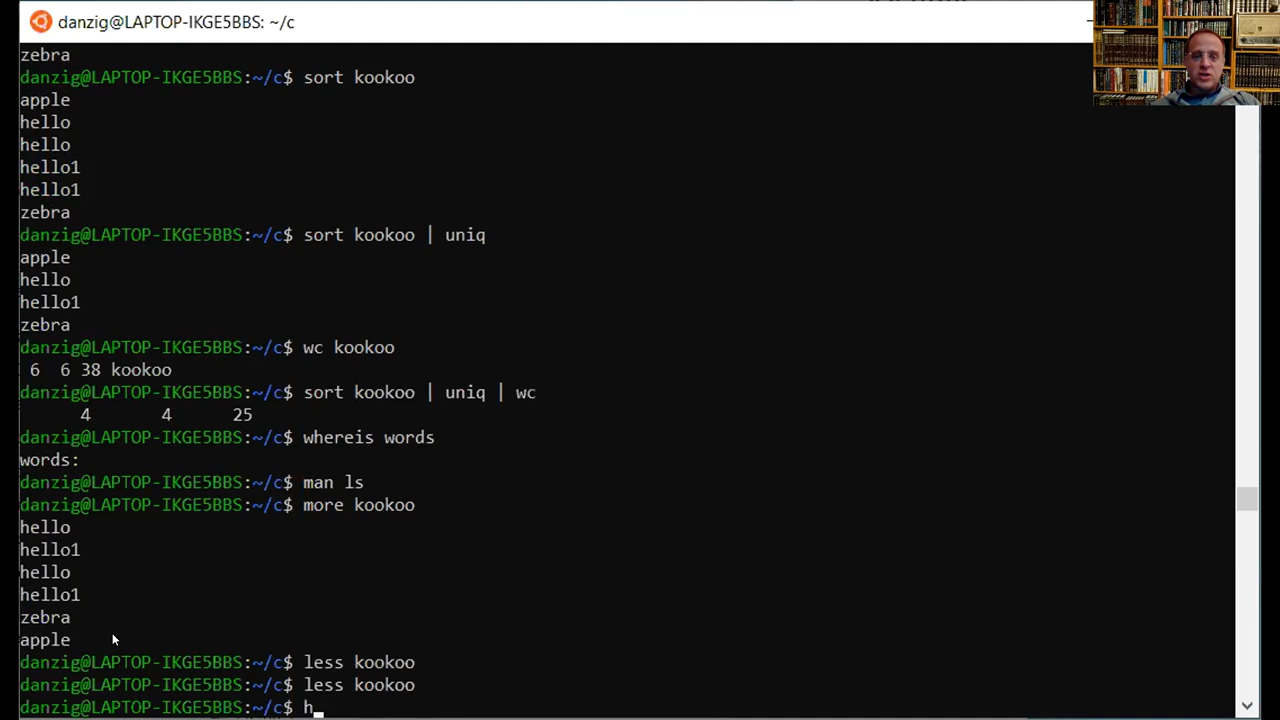 danzig@LAPTOP-IKGE5BBS: ~/c
zebra
danzig@LAPTOP-IKGE5BBS:~/c$ sort kookoo
apple
hello
hello
hello1
hello1
zebra
danzig@LAPTOP-IKGE5BBS:~/c$ sort kookoo | uniq
apple
hello
hello1
zebra
danzig@LAPTOP-IKGE5BBS:~/c$ wc kookoo
6 6 38 kookoo
danzig@LAPTOP-IKGE5BBS:~/c$ sort kookoo | uniq | wc
4 4 25
danzig@LAPTOP-IKGE5BBS:~/c$ whereis words
words:
danzig@LAPTOP-IKGE5BBS:~/c$ man ls
danzig@LAPTOP-IKGE5BBS:~/c$ more kookoo
hello
hello1
hello
hello1
zebra
apple
danzig@LAPTOP-IKGE5BBS:~/c$ less kookoo
danzig@LAPTOP-IKGE5BBS:~/c$ less kookoo
danzig@LAPTOP-IKGE5BBS:~/c$ h_